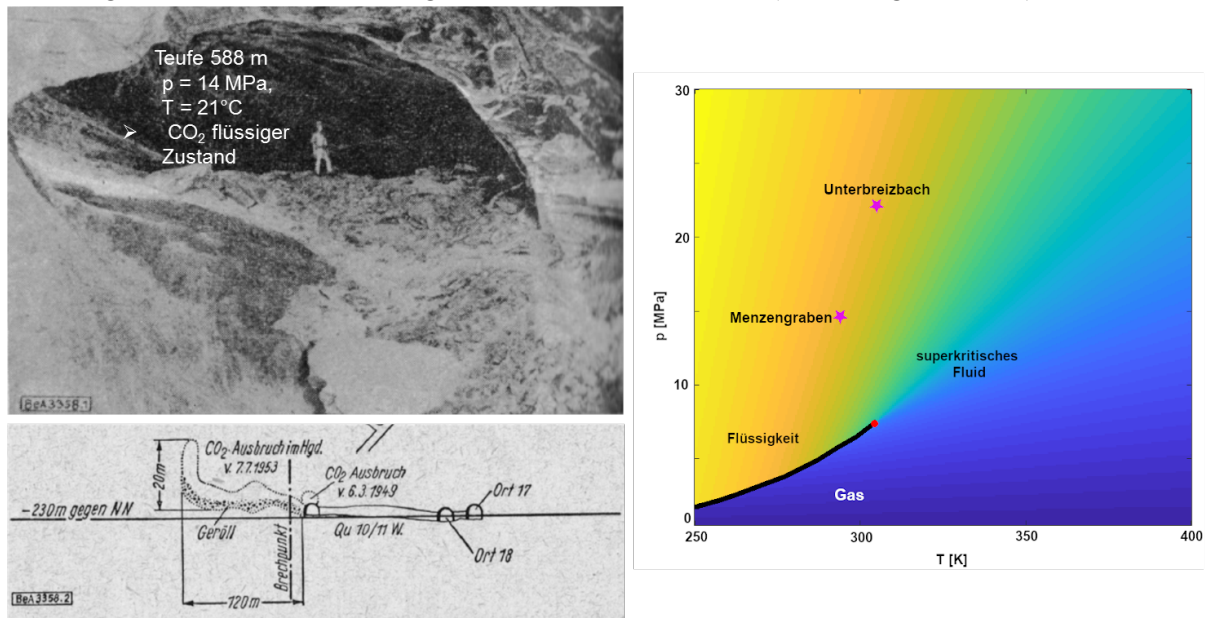 Teufe 588 m
p = 14 MPa,
T = 21°C
➢ CO₂ flüssiger
Zustand
BeA3358.1
CO₂-Ausbruch im Hgd.
v. 7.7.1953
CO₂ Ausbruch
v. 6.3.1949
20m
Ort 17
-230m gegen NN
Geröll
Brechpunkt
Qu 10/11 W.
Ort 18
120m
BeA3358.2
30
20
10
0
p [MPa]
Unterbreizbach
Menzengraben
superkritisches
Fluid
Flüssigkeit
Gas
250
300
350
400
T [K]